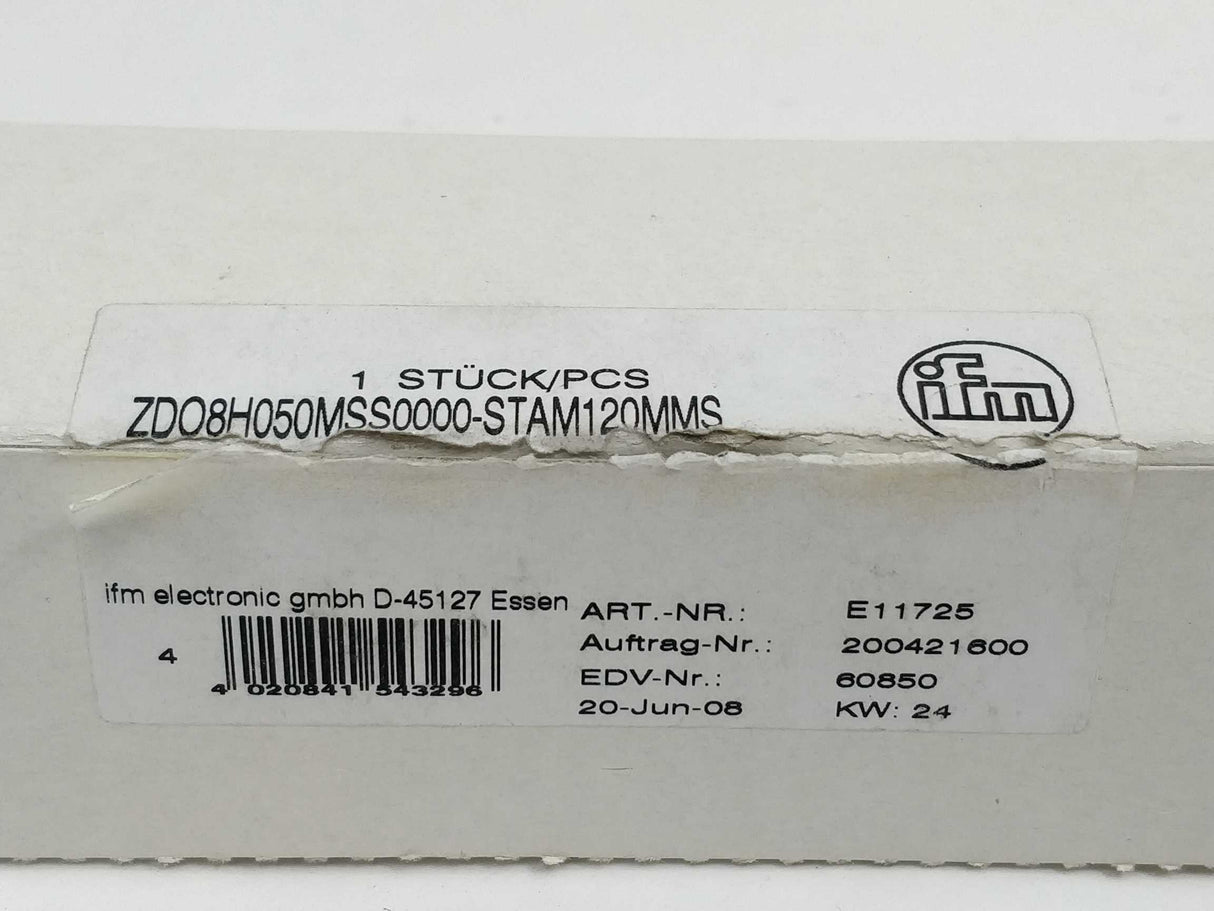 1 STÜCK/PCS
ZDO8H050MSS0000-STAM120MMS
ifm
ifm electronic gmbh D-45127 Essen
4
4 020841 543296
ART.-NR.: E11725
Auftrag-Nr.: 200421600
EDV-Nr.: 60850
20-Jun-08 KW: 24